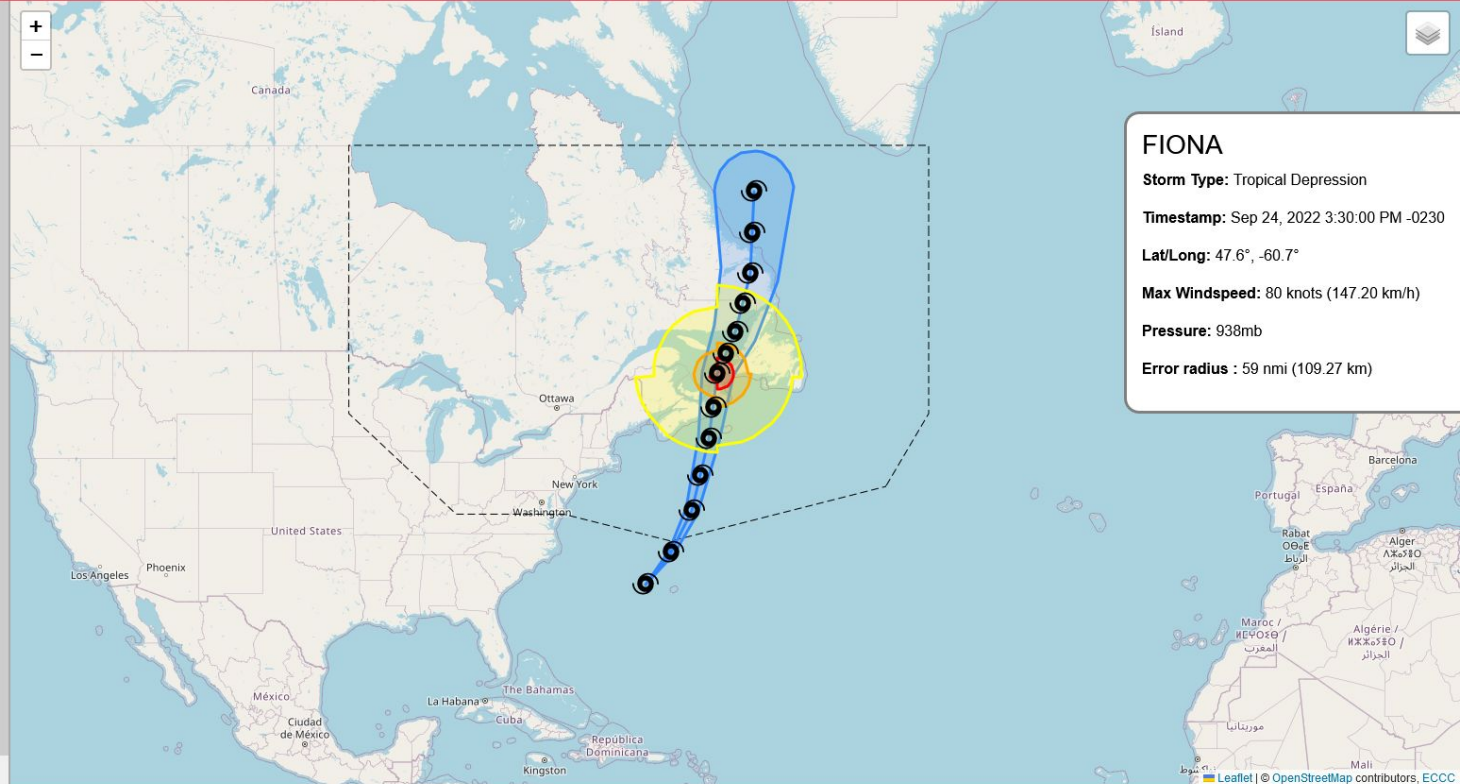 +
−
Ísland
Canada
FIONA
Storm Type: Tropical Depression
Timestamp: Sep 24, 2022 3:30:00 PM -0230
Lat/Long: 47.6°, -60.7°
Max Windspeed: 80 knots (147.20 km/h)
Pressure: 938mb
Error radius : 59 nmi (109.27 km)
Ottawa
New York
Washington
United States
Los Angeles
Phoenix
Barcelona
Portugal
España
Rabat
ⵔⴱⴰⵟ
الرباط
Alger
الجزائر
Maroc /
المغرب
Algérie /
الجزائر
موريتانيا
Mali
México
Ciudad
de México
La Habana
The Bahamas
Cuba
República
Dominicana
Kingston
Leaflet | © OpenStreetMap contributors, ECCC